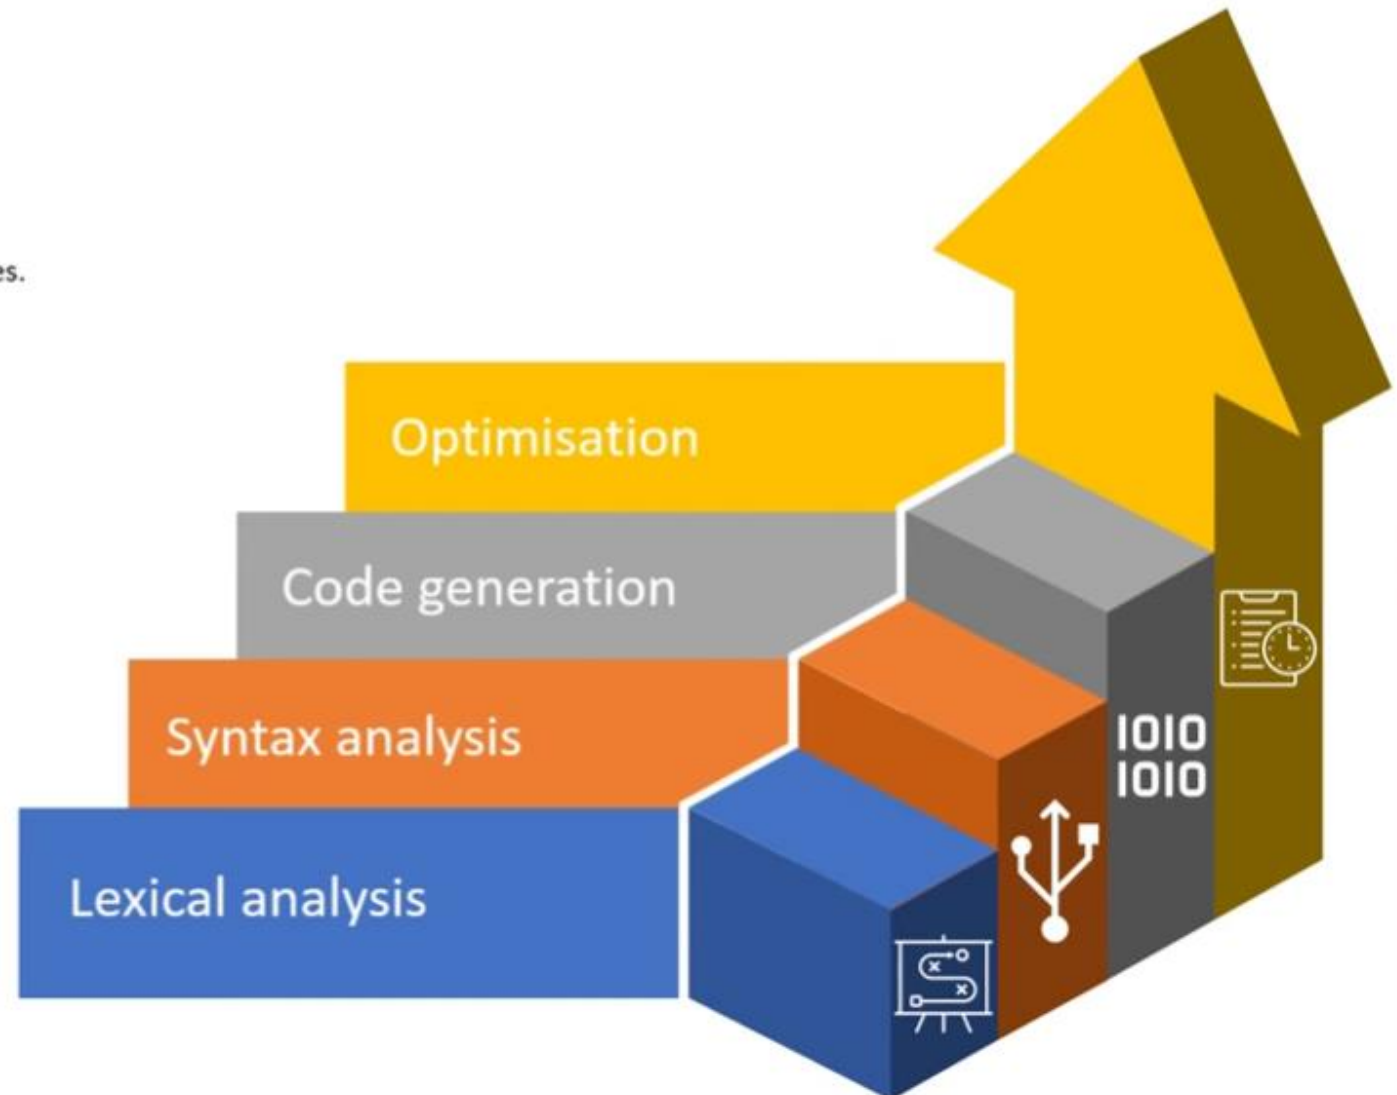 es.
Optimisation
Code generation
Syntax analysis
1010
1010
Lexical analysis